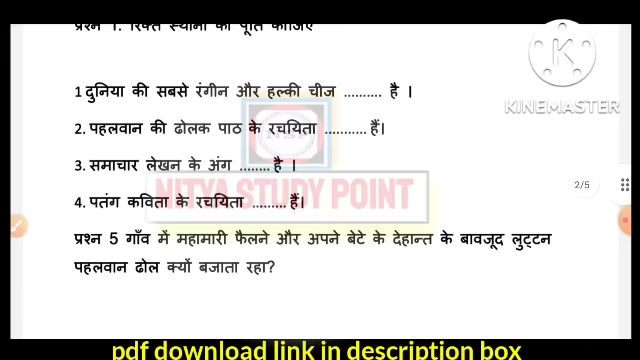 प्रश्न 1. रिक्त स्थानों की पूर्ति कीजिए
1 दुनिया की सबसे रंगीन और हल्की चीज .......... है ।
KINEMASTER
2. पहलवान की ढोलक पाठ के रचयिता ........... हैं।
3. समाचार लेखन के अंग ........ है ।
2/5
NITYA STUDY POINT
4. पतंग कविता के रचयिता ......... हैं।
प्रश्न 5 गाँव में महामारी फैलने और अपने बेटे के देहान्त के बावजूद लुट्टन
पहलवान ढोल क्यों बजाता रहा?
pdf download link in description box